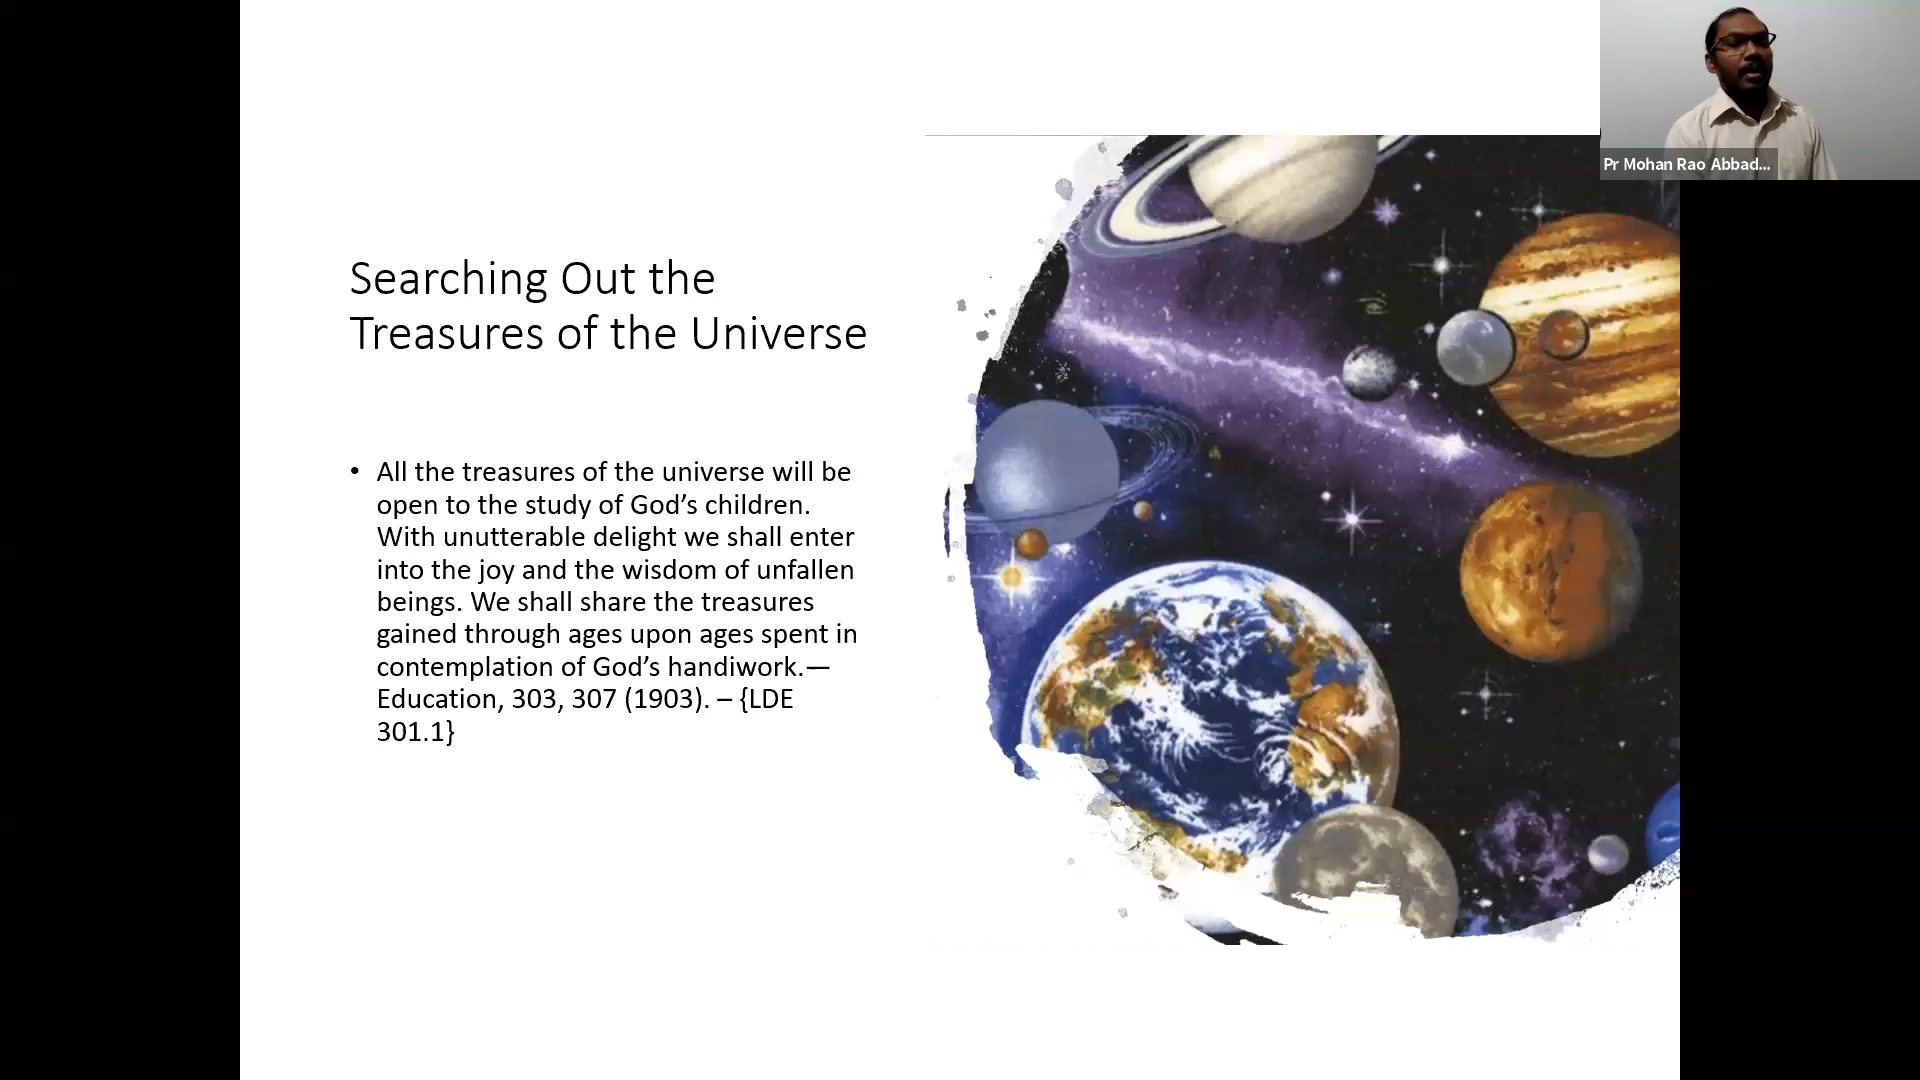 Pr Mohan Rao Abbad...
Searching Out the
Treasures of the Universe
• All the treasures of the universe will be
open to the study of God’s children.
With unutterable delight we shall enter
into the joy and the wisdom of unfallen
beings. We shall share the treasures
gained through ages upon ages spent in
contemplation of God’s handiwork.—
Education, 303, 307 (1903). – {LDE
301.1}